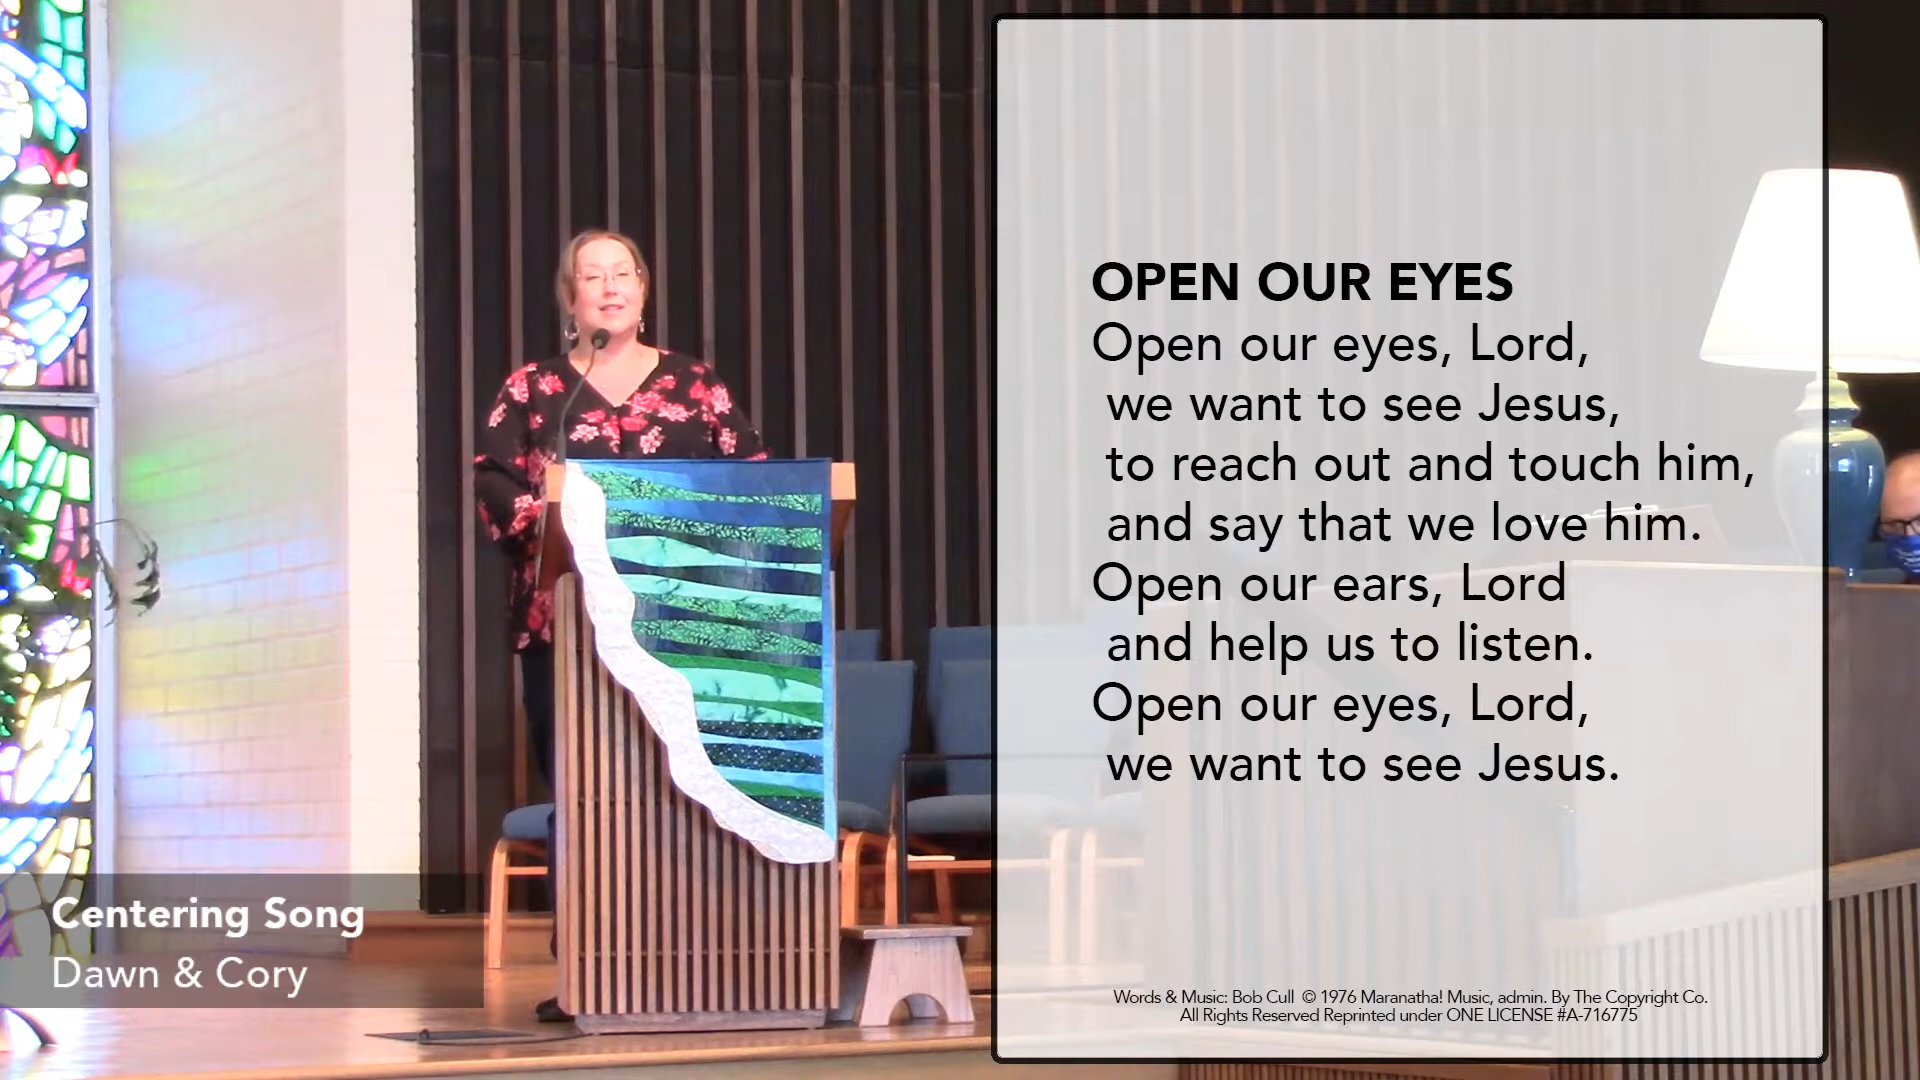 OPEN OUR EYES
Open our eyes, Lord,
we want to see Jesus,
to reach out and touch him,
and say that we love him.
Open our ears, Lord
and help us to listen.
Open our eyes, Lord,
we want to see Jesus.
Words & Music: Bob Cull © 1976 Maranatha! Music, admin. By The Copyright Co.
All Rights Reserved Reprinted under ONE LICENSE #A-716775
Centering Song
Dawn & Cory